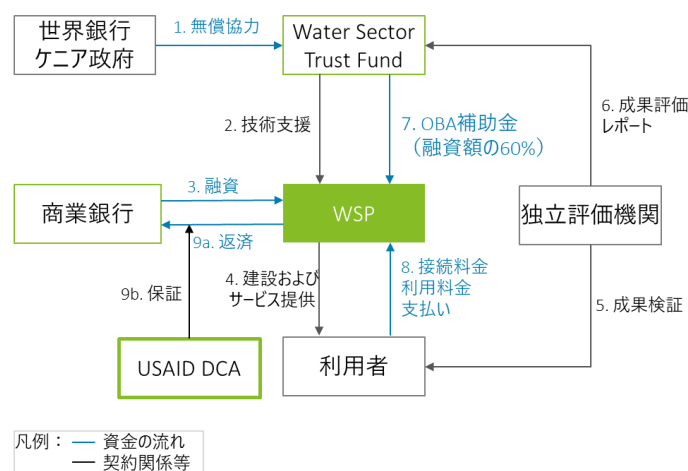 世界銀行
ケニア政府
1. 無償協力
Water Sector
Trust Fund
2. 技術支援
7. OBA補助金
（融資額の60%）
6. 成果評価
レポート
商業銀行
3. 融資
WSP
独立評価機関
9a. 返済
9b. 保証
4. 建設および
サービス提供
8. 接続料金
利用料金
支払い
5. 成果検証
USAID DCA
利用者
凡例： 資金の流れ
契約関係等